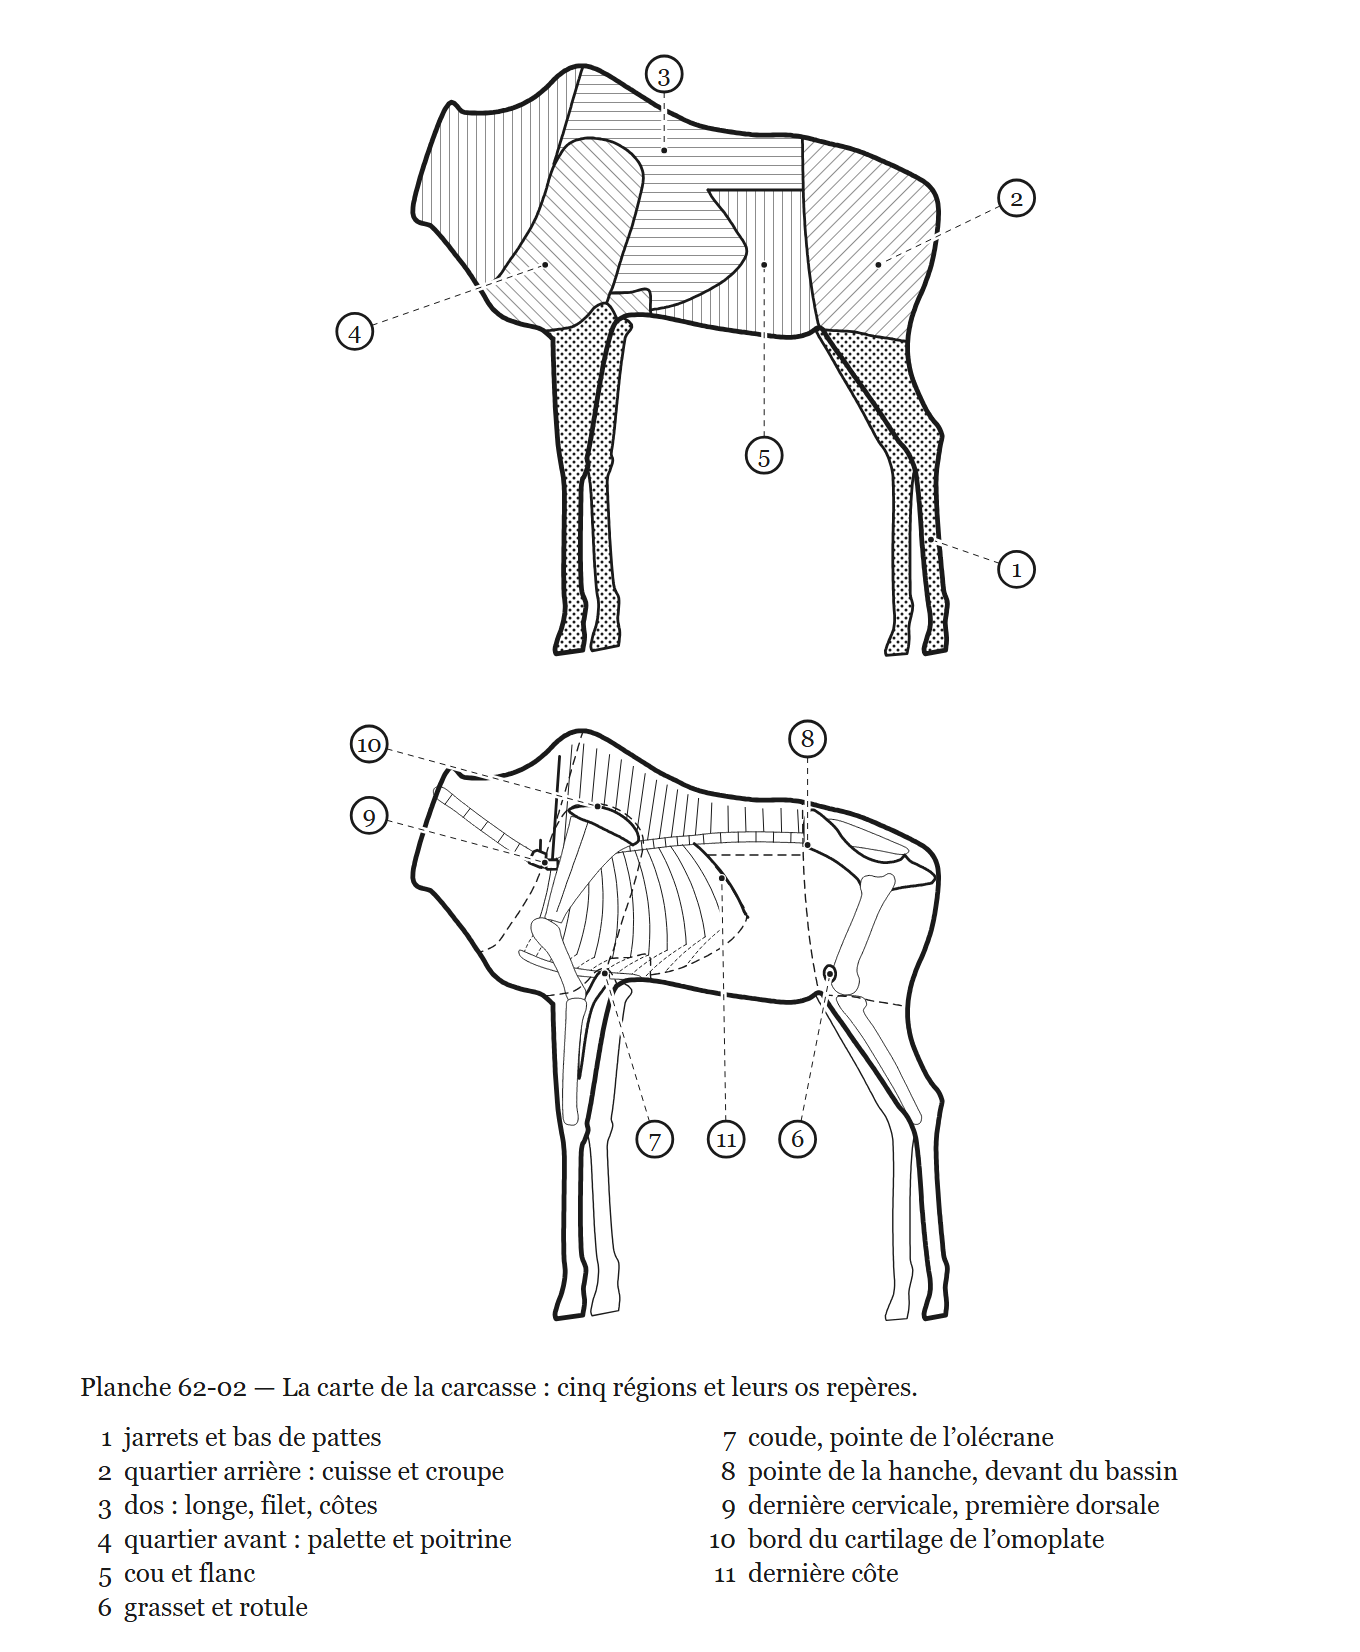 3
2
4
5
1
10
8
9
7
11
6
Planche 62-02 — La carte de la carcasse : cinq régions et leurs os repères.
1 jarrets et bas de pattes
2 quartier arrière : cuisse et croupe
3 dos : longe, filet, côtes
4 quartier avant : palette et poitrine
5 cou et flanc
6 grasset et rotule
7 coude, pointe de l’olécrane
8 pointe de la hanche, devant du bassin
9 dernière cervicale, première dorsale
10 bord du cartilage de l’omoplate
11 dernière côte